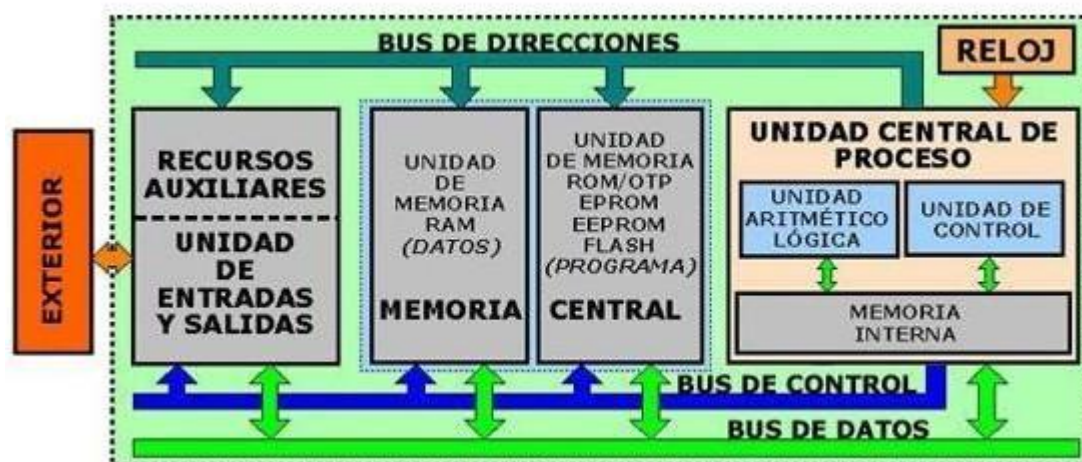 BUS DE DIRECCIONES
RELOJ
EXTERIOR
RECURSOS
AUXILIARES
UNIDAD
DE
ENTRADAS
Y SALIDAS
UNIDAD
DE
MEMORIA
RAM
(DATOS)
MEMORIA
UNIDAD
DE MEMORIA
ROM/OTP
EPROM
EEPROM
FLASH
(PROGRAMA)
CENTRAL
UNIDAD CENTRAL DE
PROCESO
UNIDAD
ARITMÉTICO
LÓGICA
UNIDAD DE
CONTROL
MEMORIA
INTERNA
BUS DE CONTROL
BUS DE DATOS